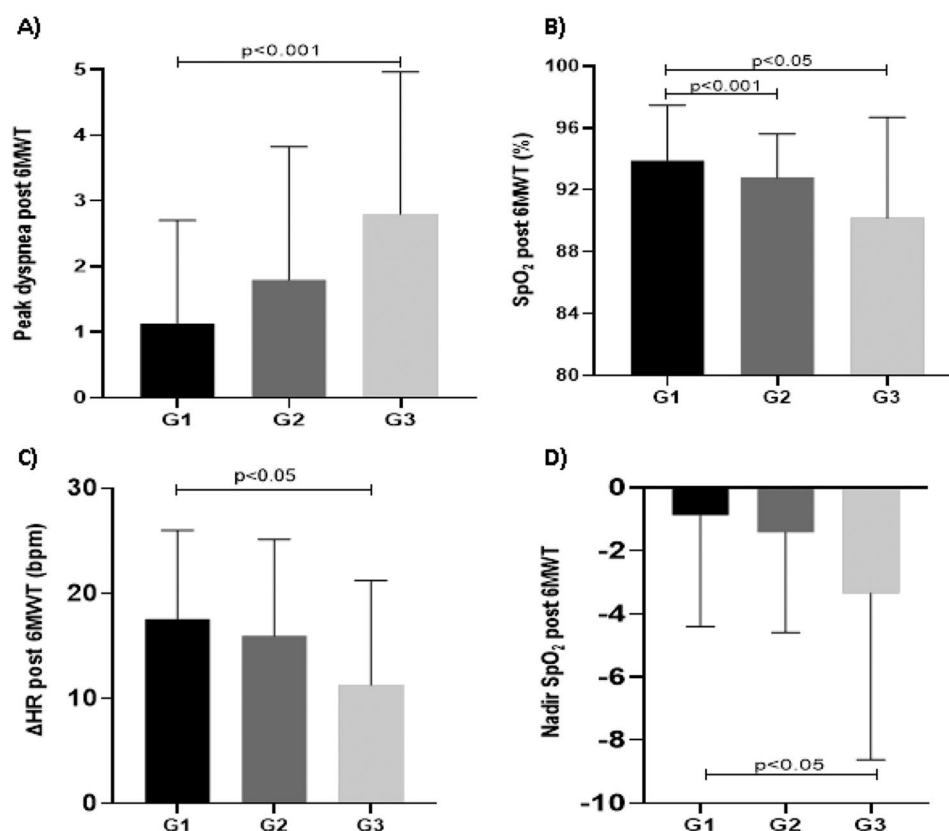 A)
p<0.001
Peak dyspnea post 6MWT
5
4
3
2
1
0
G1 G2 G3
B)
p<0.05
p<0.001
SpO₂ post 6MWT (%)
100
96
92
88
84
80
G1 G2 G3
C)
p<0.05
ΔHR post 6MWT (bpm)
30
20
10
0
G1 G2 G3
D)
G1 G2 G3
Nadir SpO₂ post 6MWT
0
-2
-4
-6
-8
-10
p<0.05